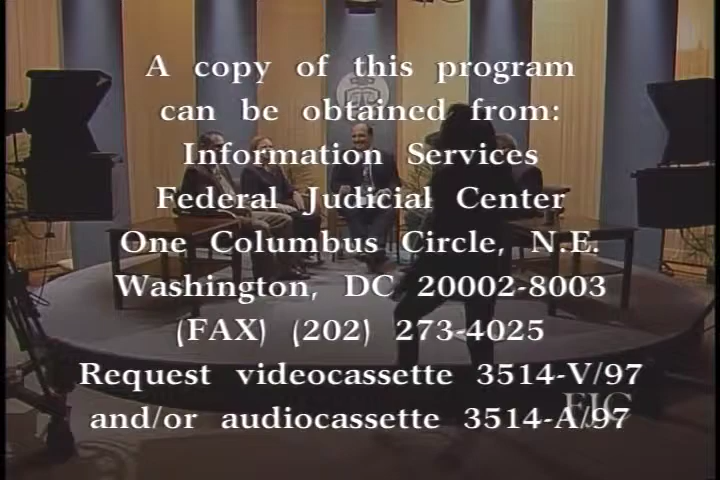 A copy of this program
can be obtained from:
Information Services
Federal Judicial Center
One Columbus Circle, N.E.
Washington, DC 20002-8003
(FAX) (202) 273-4025
Request videocassette 3514-V/97
and/or audiocassette 3514-A/97
FJC